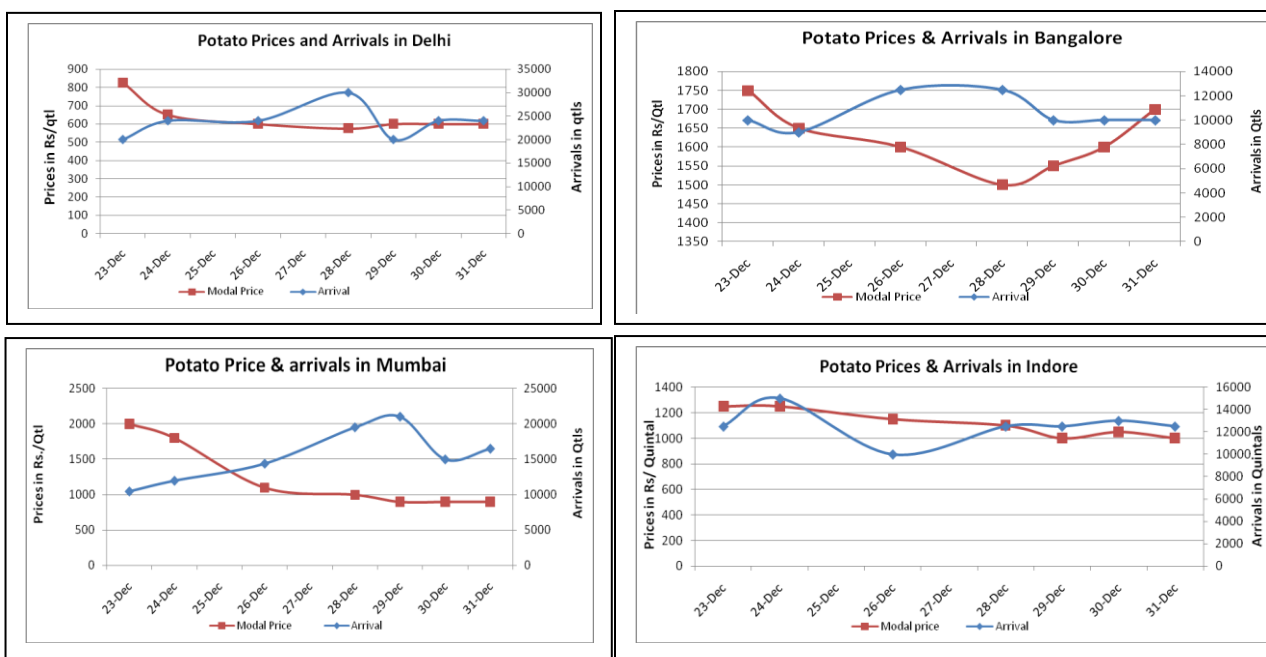 Potato Prices and Arrivals in Delhi
Prices in Rs/qtl
900
800
700
600
500
400
300
200
100
0
35000
30000
25000
20000
15000
10000
5000
0
Arrivals in qtls
23-Dec
24-Dec
25-Dec
26-Dec
27-Dec
28-Dec
29-Dec
30-Dec
31-Dec
Modal Price
Arrival
Potato Prices & Arrivals in Bangalore
Prices in Rs/Qtl
1800
1750
1700
1650
1600
1550
1500
1450
1400
1350
14000
12000
10000
8000
6000
4000
2000
0
Arrivals in Qtls
23-Dec
24-Dec
25-Dec
26-Dec
27-Dec
28-Dec
29-Dec
30-Dec
31-Dec
Modal Price
Arrival
Potato Price & arrivals in Mumbai
Prices in Rs./Qtl
2500
2000
1500
1000
500
0
25000
20000
15000
10000
5000
0
Arrivals in Qtls
23-Dec
24-Dec
25-Dec
26-Dec
27-Dec
28-Dec
29-Dec
30-Dec
31-Dec
Modal Price
Arrival
Potato Prices & Arrivals in Indore
Prices in Rs/ Quintal
1400
1200
1000
800
600
400
200
0
16000
14000
12000
10000
8000
6000
4000
2000
0
Arrivals in Quintals
23-Dec
24-Dec
25-Dec
26-Dec
27-Dec
28-Dec
29-Dec
30-Dec
31-Dec
Modal price
Arrival